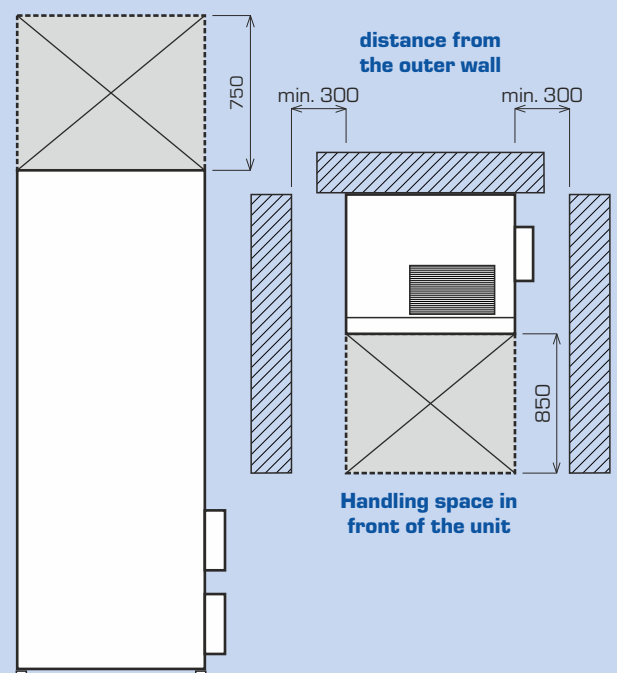 distance from
the outer wall
750
min. 300
min. 300
850
Handling space in
front of the unit